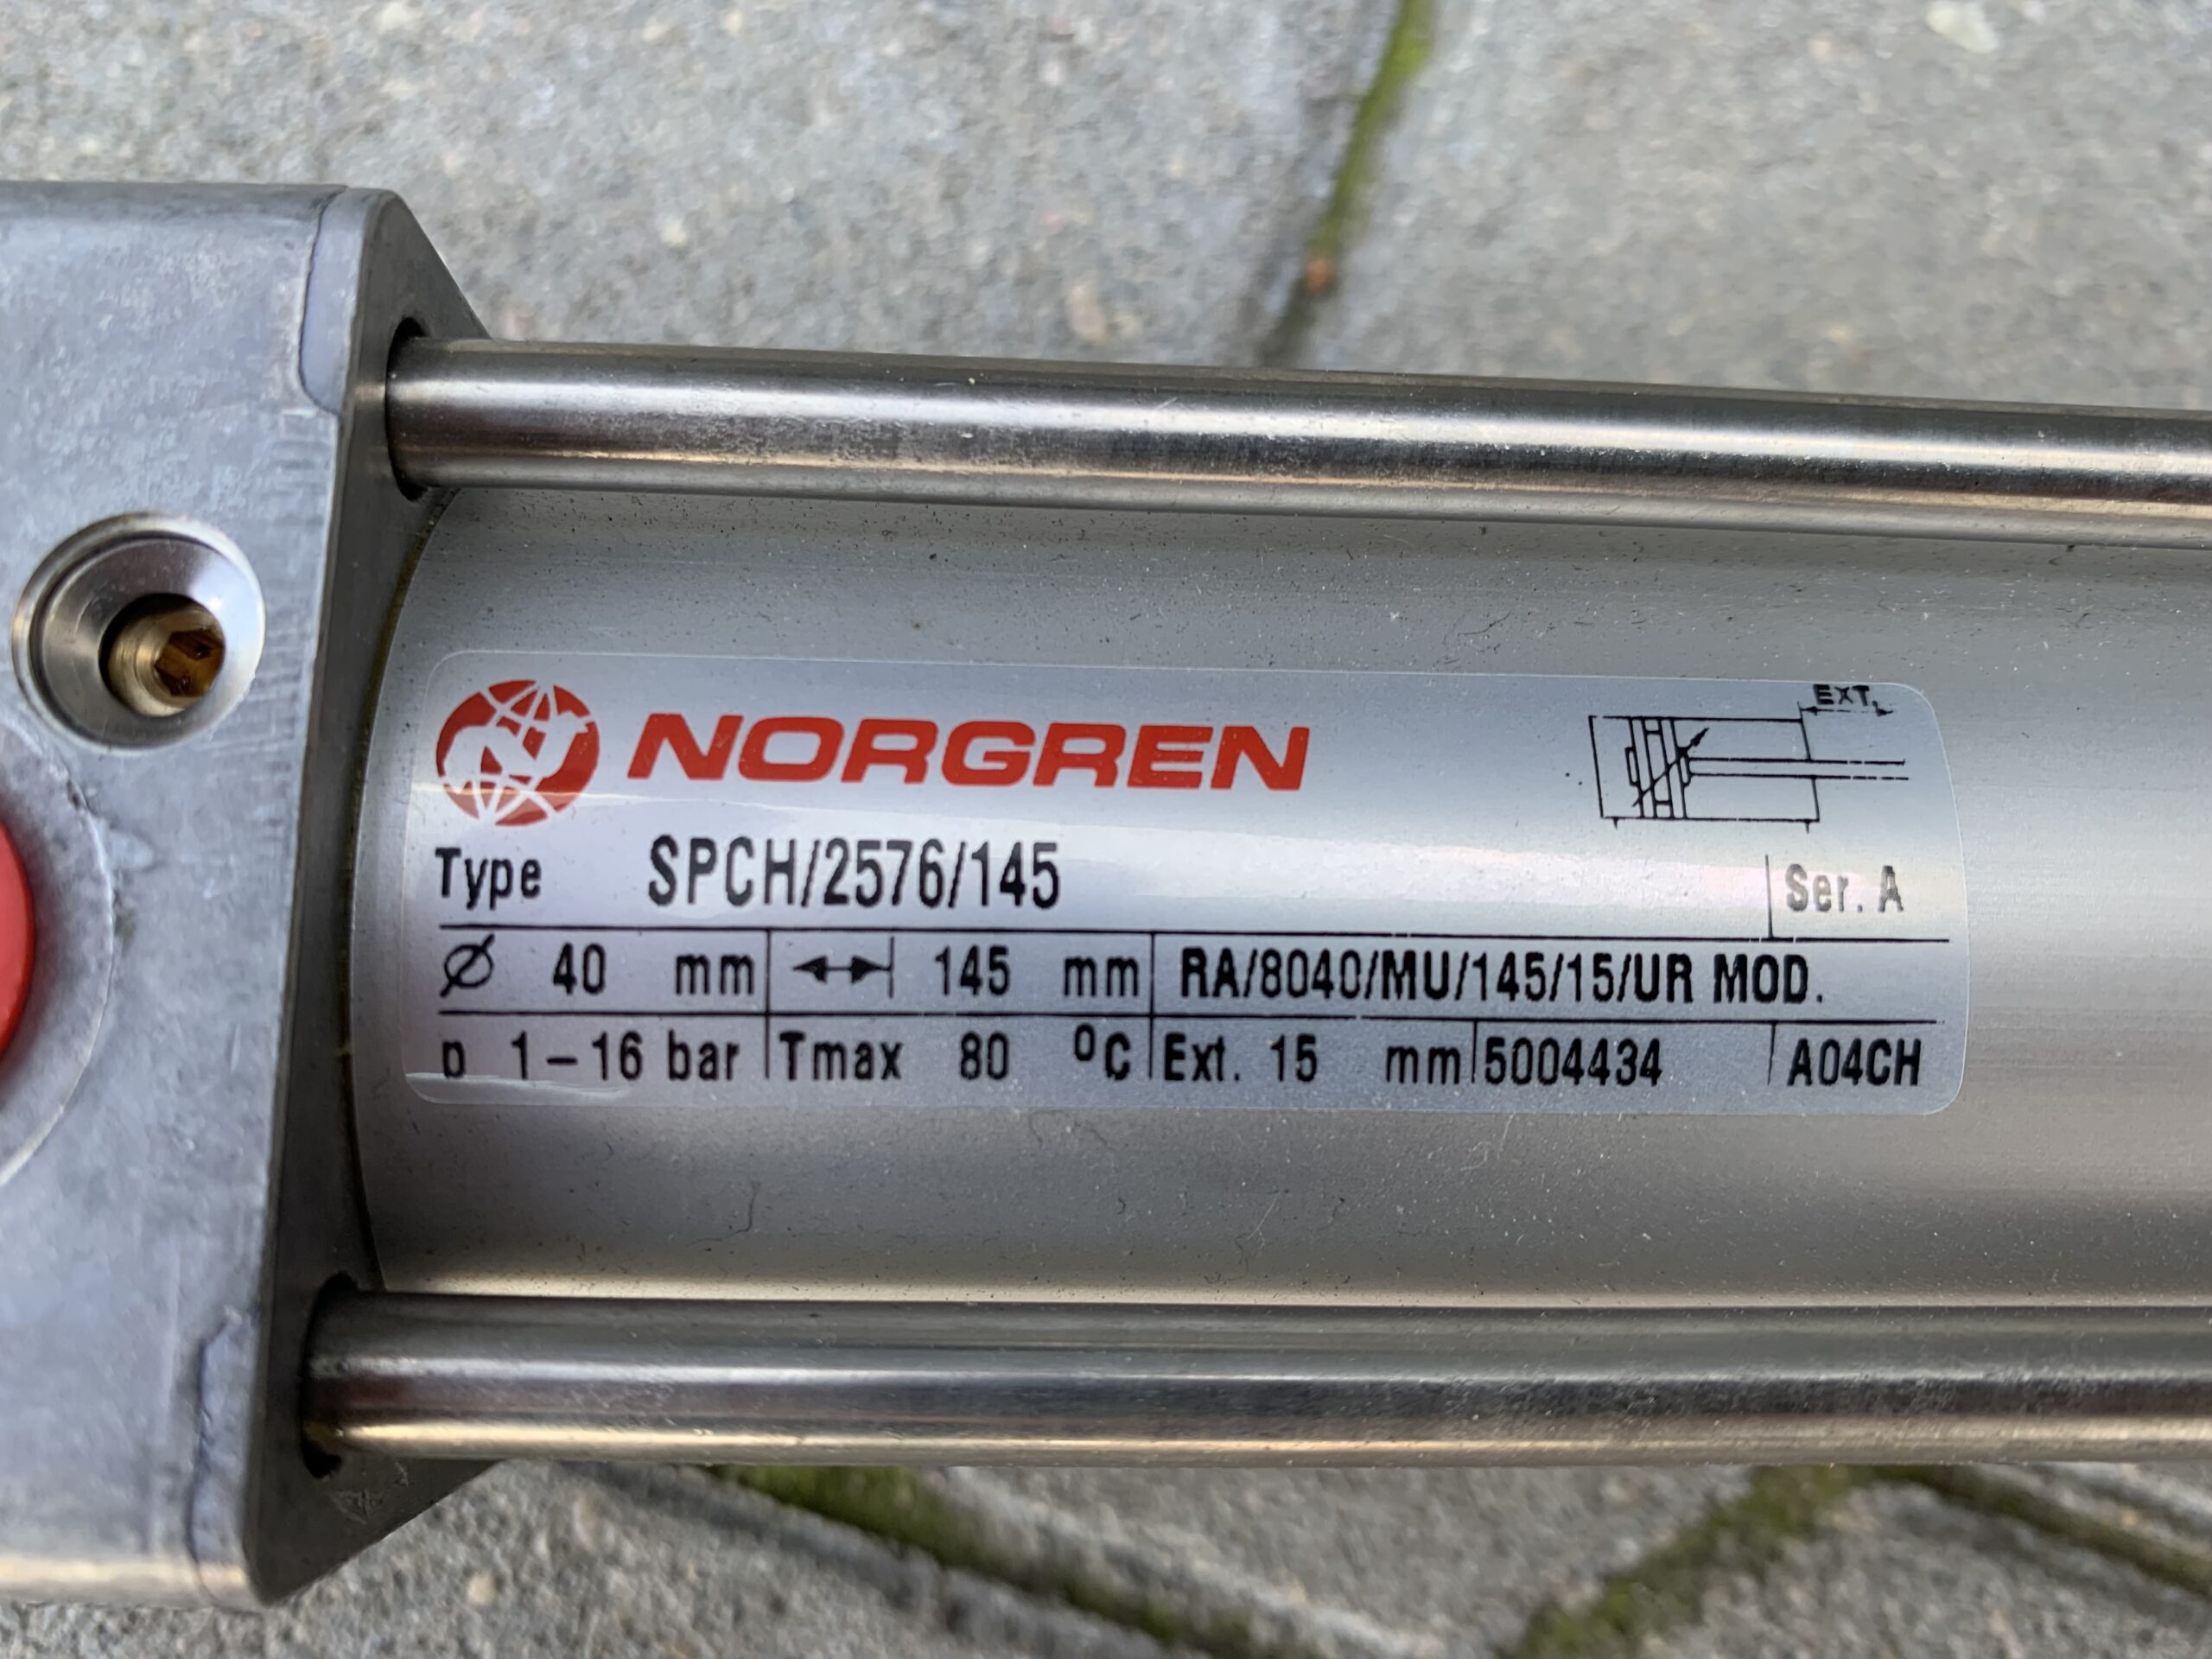 EXT.
NORGREN
Type SPCH/2576/145 Ser. A
Ø 40 mm 145 mm RA/8040/MU/145/15/UR MOD.
p 1-16 bar Tmax 80 °C Ext. 15 mm 5004434 A04CH